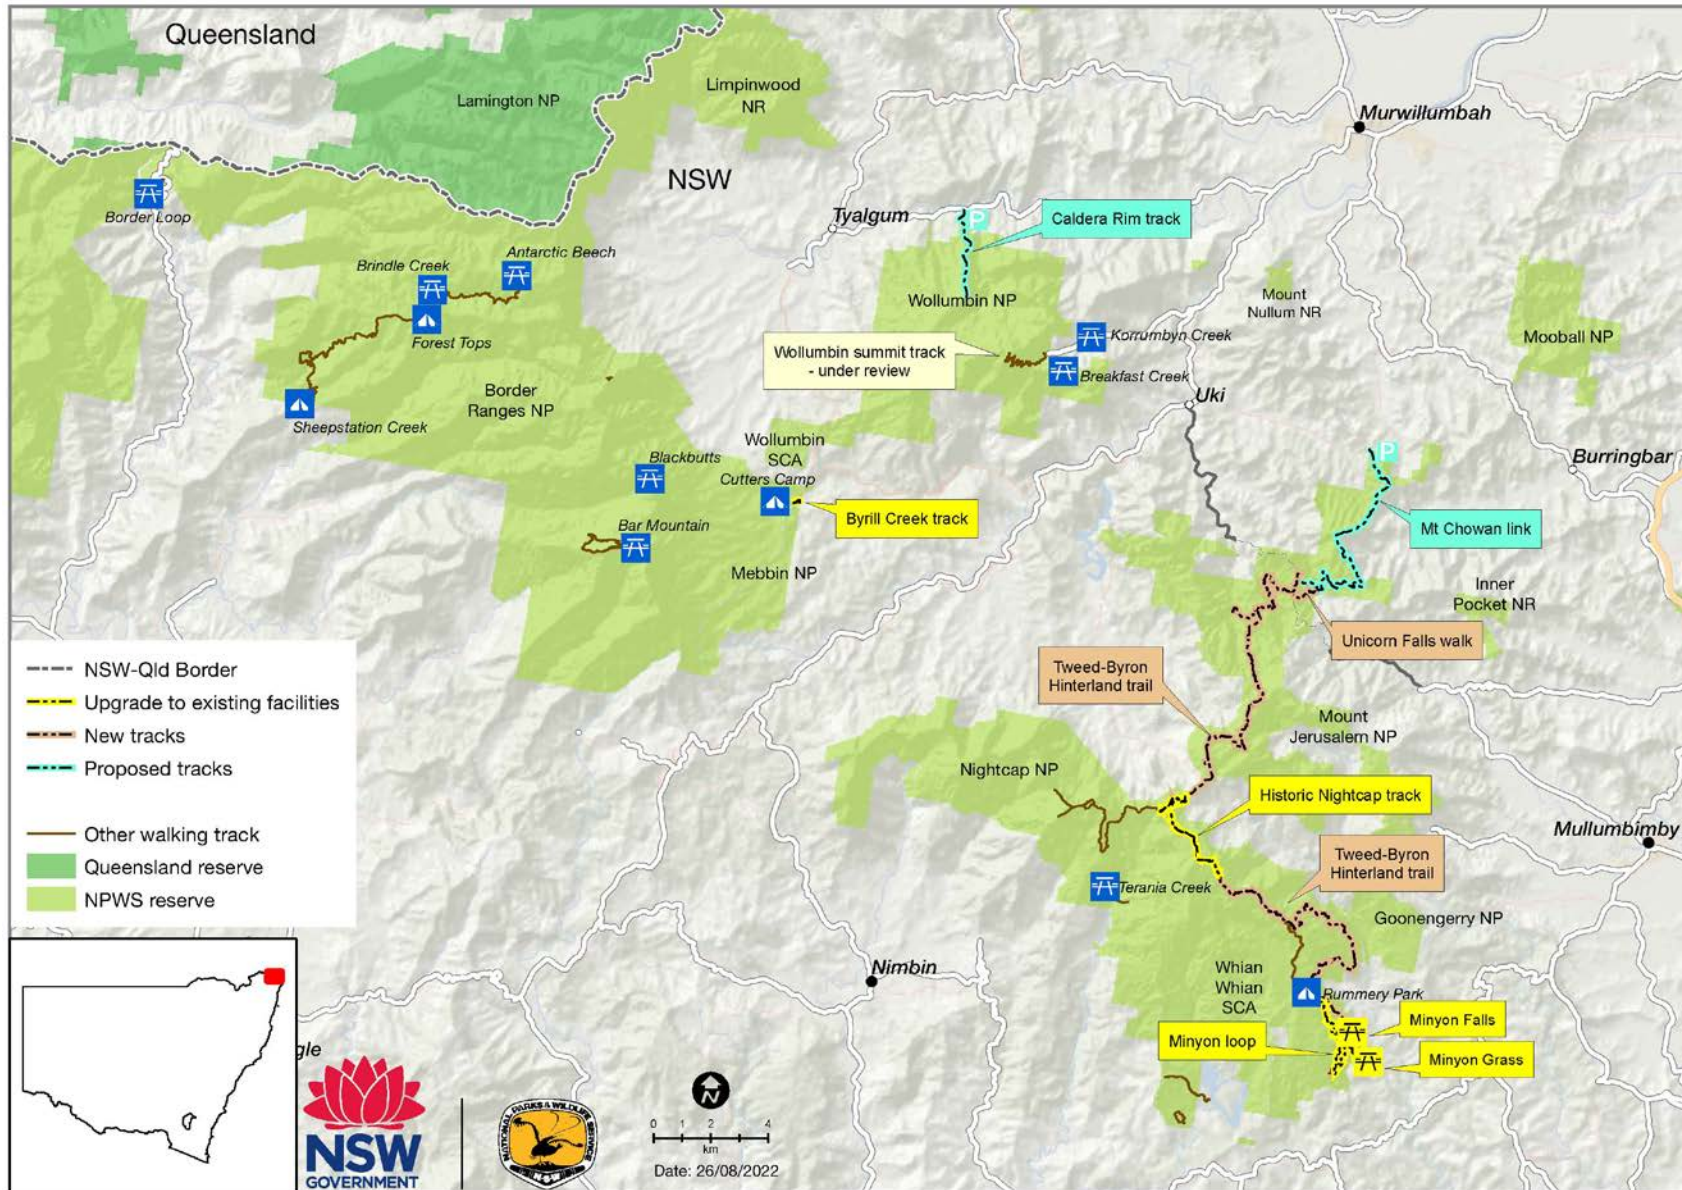 Queensland
Lamington NP
Limpinwood
NR
Murwillumbah
NSW
Border Loop
Tyalgum
P
Caldera Rim track
Antarctic Beech
Brindle Creek
Wollumbin NP
Mount
Nullum NR
Mooball NP
Forest Tops
Wollumbin summit track
- under review
Korrumbyn Creek
Breakfast Creek
Border
Ranges NP
Uki
Sheepstation Creek
Wollumbin
SCA
P
Burringbar
Blackbutts
Cutters Camp
Byrill Creek track
Mt Chowan link
Bar Mountain
Mebbin NP
Inner
Pocket NR
Unicorn Falls walk
NSW-Qld Border
Upgrade to existing facilities
New tracks
Proposed tracks
Other walking track
Queensland reserve
NPWS reserve
Tweed-Byron
Hinterland trail
Mount
Jerusalem NP
Nightcap NP
Historic Nightcap track
Mullumbimby
Tweed-Byron
Hinterland trail
Terania Creek
Goonengerry NP
Nimbin
Whian
Whian
SCA
Rummery Park
Minyon Falls
Minyon loop
Minyon Grass
gle
NSW
GOVERNMENT
NATIONAL PARKS & WILDLIFE SERVICE
N.S.W
N
0 2 4
km
Date: 26/08/2022